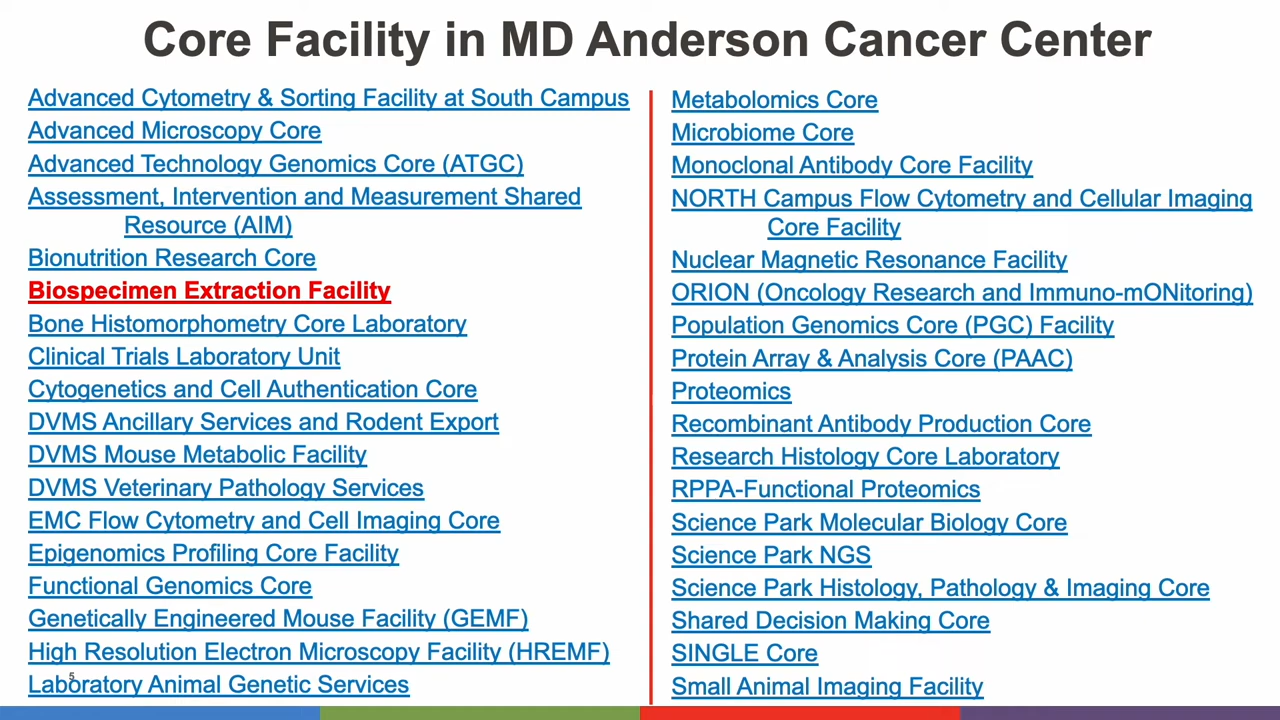 Core Facility in MD Anderson Cancer Center
Advanced Cytometry & Sorting Facility at South Campus
Advanced Microscopy Core
Advanced Technology Genomics Core (ATGC)
Assessment, Intervention and Measurement Shared
Resource (AIM)
Bionutrition Research Core
Biospecimen Extraction Facility
Bone Histomorphometry Core Laboratory
Clinical Trials Laboratory Unit
Cytogenetics and Cell Authentication Core
DVMS Ancillary Services and Rodent Export
DVMS Mouse Metabolic Facility
DVMS Veterinary Pathology Services
EMC Flow Cytometry and Cell Imaging Core
Epigenomics Profiling Core Facility
Functional Genomics Core
Genetically Engineered Mouse Facility (GEMF)
High Resolution Electron Microscopy Facility (HREMF)
5
Laboratory Animal Genetic Services
Metabolomics Core
Microbiome Core
Monoclonal Antibody Core Facility
NORTH Campus Flow Cytometry and Cellular Imaging
Core Facility
Nuclear Magnetic Resonance Facility
ORION (Oncology Research and Immuno-mONitoring)
Population Genomics Core (PGC) Facility
Protein Array & Analysis Core (PAAC)
Proteomics
Recombinant Antibody Production Core
Research Histology Core Laboratory
RPPA-Functional Proteomics
Science Park Molecular Biology Core
Science Park NGS
Science Park Histology, Pathology & Imaging Core
Shared Decision Making Core
SINGLE Core
Small Animal Imaging Facility